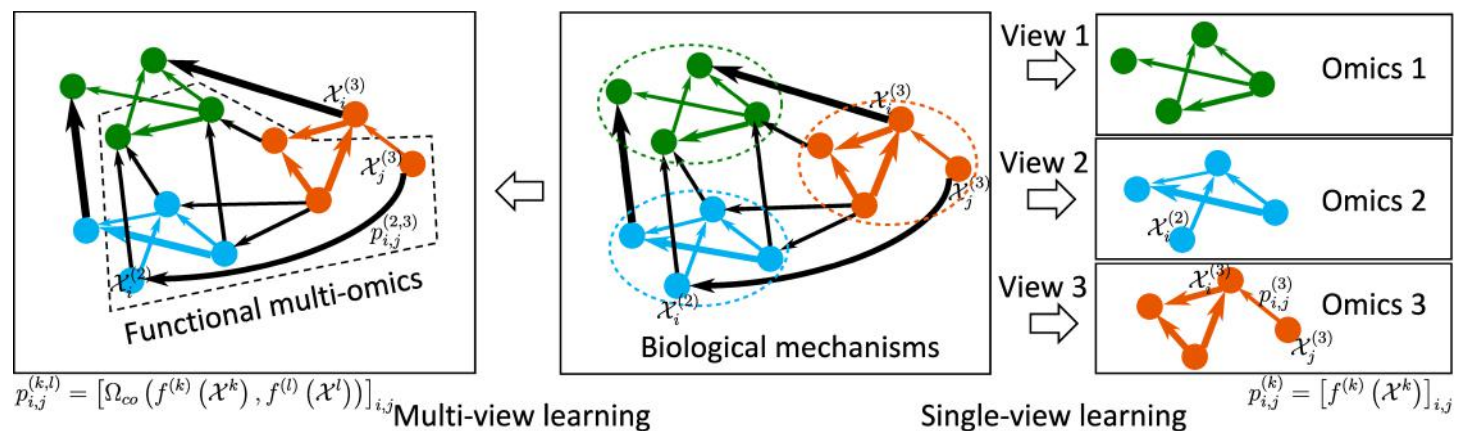 𝒳_i^{(3)}
𝒳_j^{(3)}
p_{i,j}^{(2,3)}
𝒳_i^{(2)}
Functional multi-omics
𝒳_i^{(3)}
𝒳_j^{(3)}
𝒳_i^{(2)}
Biological mechanisms
View 1
Omics 1
View 2
𝒳_i^{(2)}
Omics 2
View 3
𝒳_i^{(3)}
p_{i,j}^{(3)}
Omics 3
𝒳_j^{(3)}
p_{i,j}^{(k,l)} = [Ω_{co} (f^{(k)} (𝒳^k) , f^{(l)} (𝒳^l))]_{i,j}
Multi-view learning
Single-view learning
p_{i,j}^{(k)} = [f^{(k)} (𝒳^k)]_{i,j}